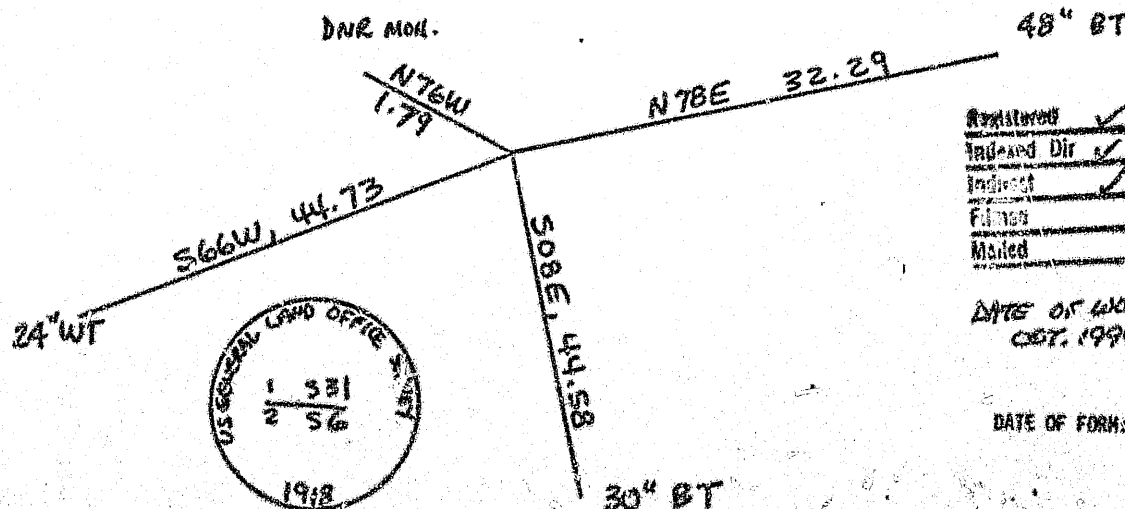 DNR MON.
48" BT
N76W
1.79
N78E 32.29
Registered ✓
Indexed Dir ✓
Indirect ✓
Filmed
Mailed
S66W, 44.73
S08E, 44.58
24" WT
US GENERAL LAND OFFICE SURVEY
1 S31
2 S6
1918
30" BT
DATE OF
OCT. 199
DATE OF FORM: